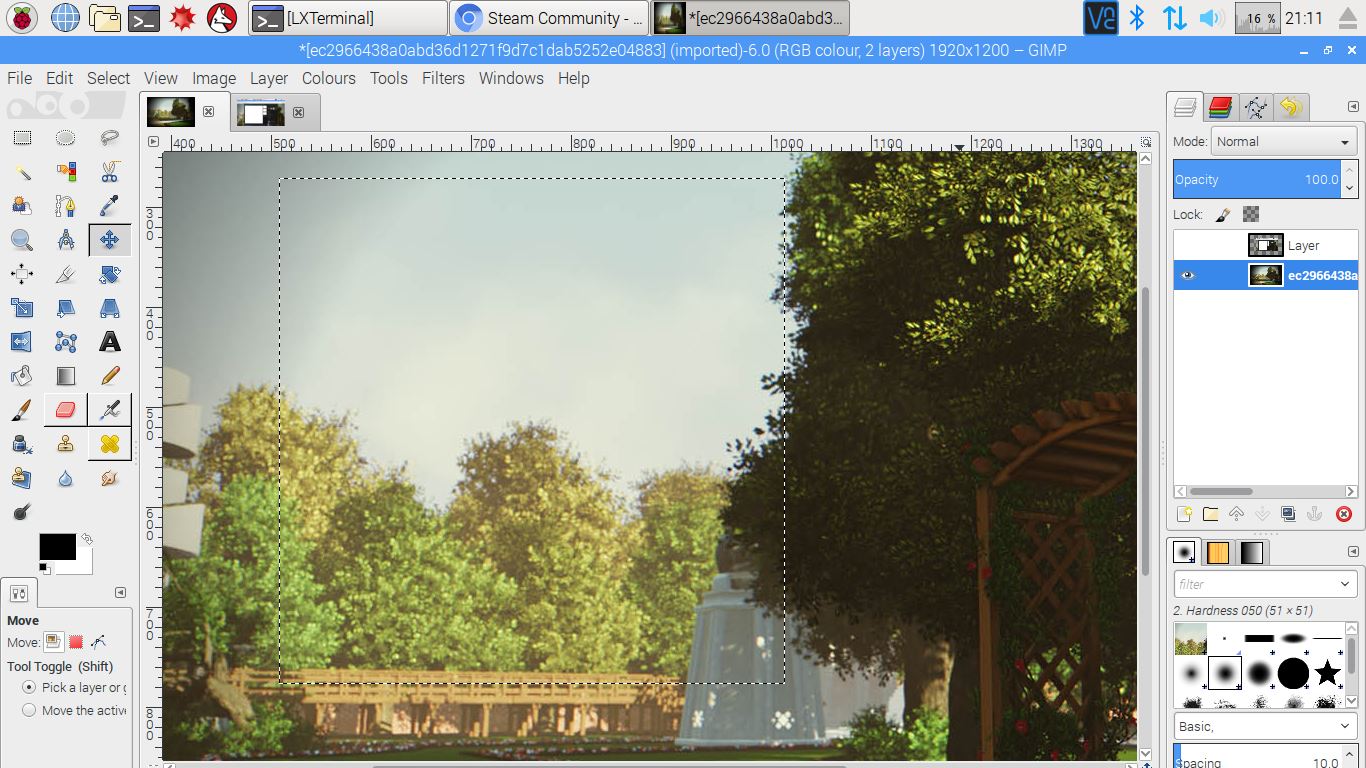 [LXTerminal]
Steam Community - ...
*[ec2966438a0abd3...
16 %
21:11
*[ec2966438a0abd36d1271f9d7c1dab5252e04883] (imported)-6.0 (RGB colour, 2 layers) 1920x1200 – GIMP
File Edit Select View Image Layer Colours Tools Filters Windows Help
400 500 600 700 800 900 1000 1100 1200 1300
300
400
500
600
700
800
Mode: Normal
Opacity 100.0
Lock:
Layer
ec2966438a
Move
Move:
Tool Toggle (Shift)
Pick a layer or g
Move the active
filter
2. Hardness 050 (51 × 51)
Basic,
Spacing 10.0